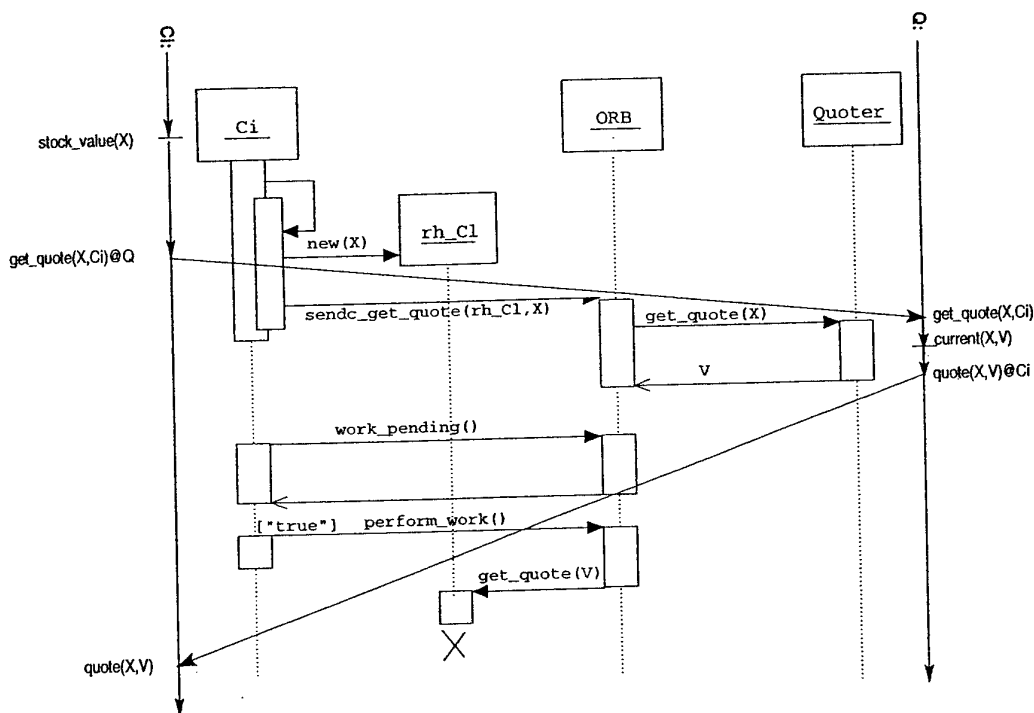 Ci:
Q:
Ci
ORB
Quoter
stock_value(X)
rh_Cl
new(X)
get_quote(X,Ci)@Q
sendc_get_quote(rh_Cl,X)
get_quote(X)
get_quote(X,Ci)
current(X,V)
V
quote(X,V)@Ci
work_pending()
["true"] perform_work()
get_quote(V)
quote(X,V)